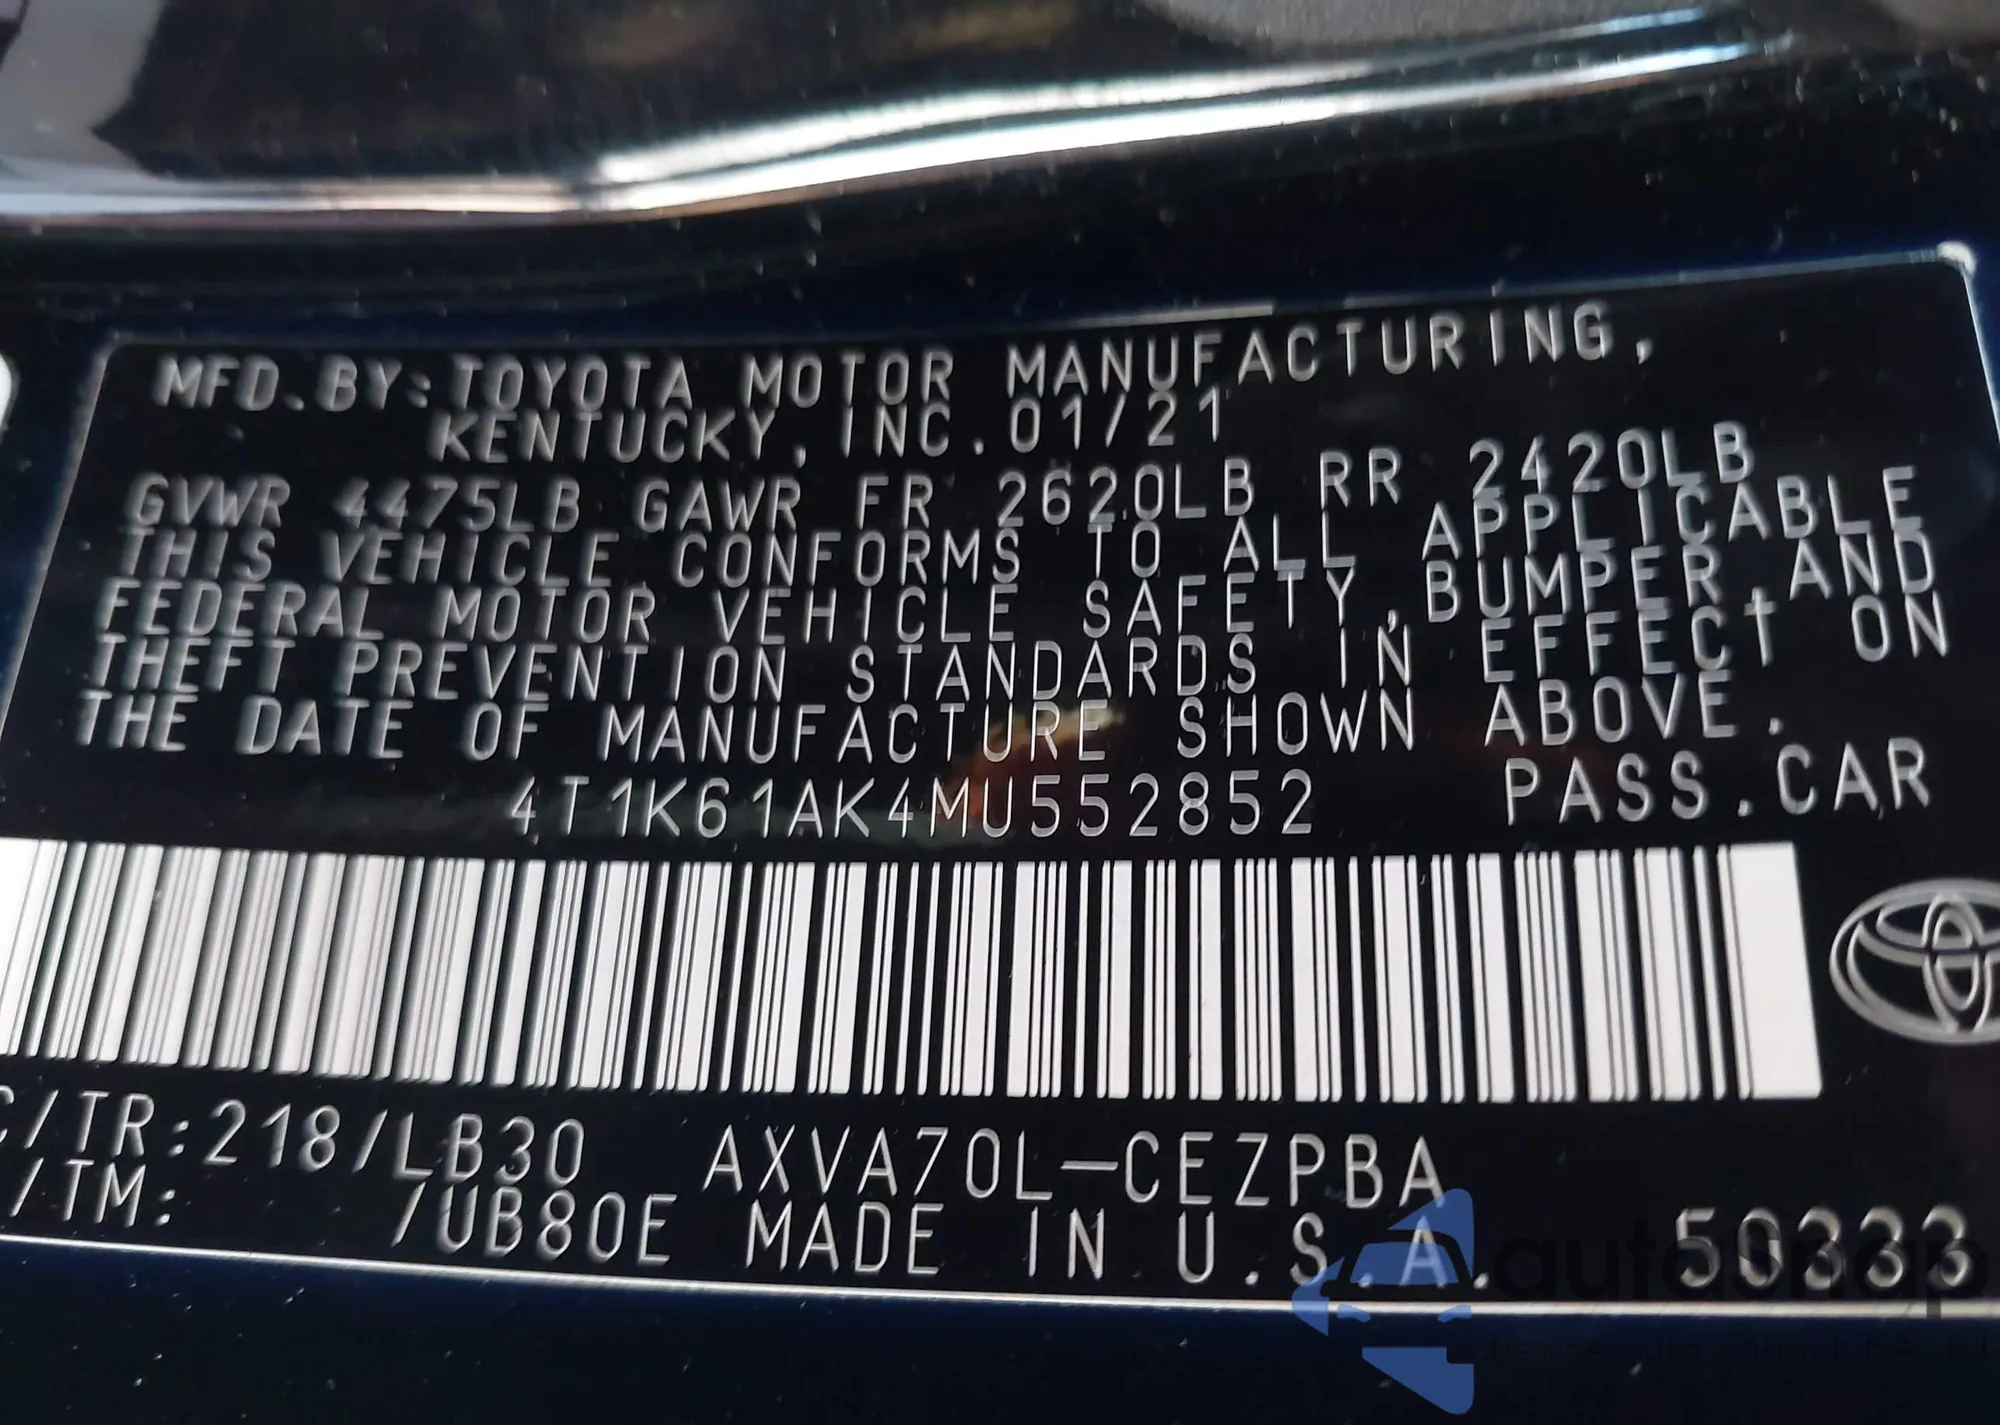 MFD.BY:TOYOTA MOTOR MANUFACTURING,
KENTUCKY, INC.01/21
GVWR 4475LB GAWR FR 2620LB RR 2420LB
THIS VEHICLE CONFORMS TO ALL APPLICABLE
FEDERAL MOTOR VEHICLE SAFETY,BUMPER,AND
THEFT PREVENTION STANDARDS IN EFFECT ON
THE DATE OF MANUFACTURE SHOWN ABOVE.
4T1K61AK4MU552852 PASS.CAR
C/TR:218/LB30 AXVA70L-CEZPBA
/TM: /UB80E MADE IN U.S.A. 50333
autosnap